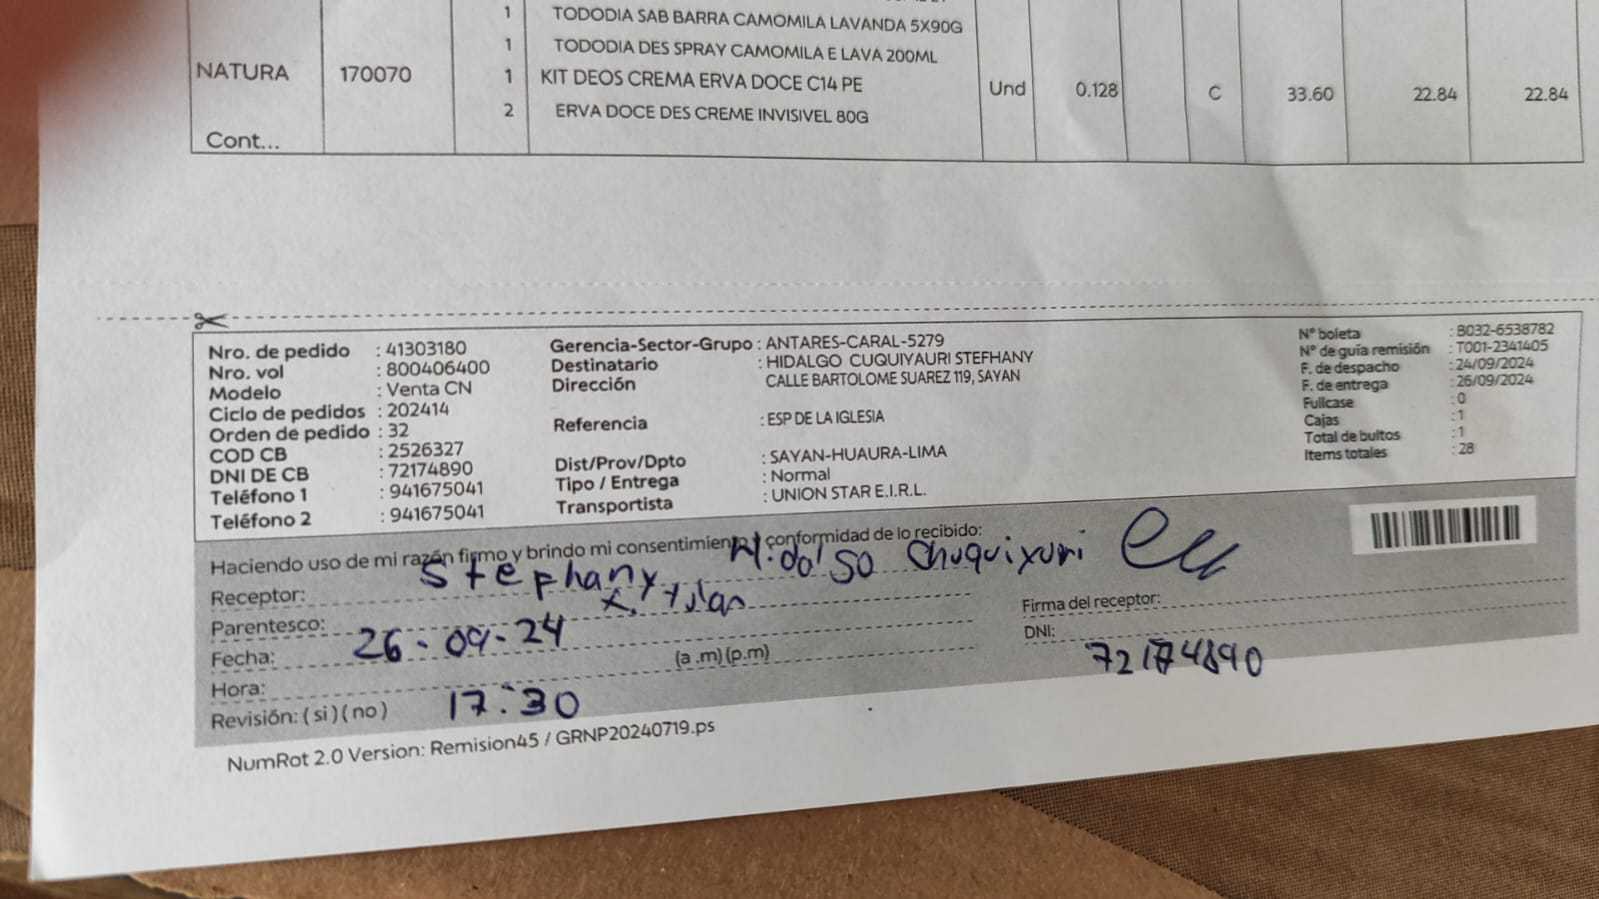 1 TODODIA SAB BARRA CAMOMILA LAVANDA 5X90G
1 TODODIA DES SPRAY CAMOMILA E LAVA 200ML
NATURA 170070 1 KIT DEOS CREMA ERVA DOCE C14 PE Und 0.128 C 33.60 22.84 22.84
2 ERVA DOCE DES CREME INVISIVEL 80G
Cont...
Nro. de pedido : 41303180
Nro. vol : 800406400
Modelo : Venta CN
Ciclo de pedidos : 202414
Orden de pedido : 32
COD CB : 2526327
DNI DE CB : 72174890
Teléfono 1 : 941675041
Teléfono 2 : 941675041
Gerencia-Sector-Grupo : ANTARES-CARAL-5279
Destinatario : HIDALGO CUQUIYAURI STEFHANY
Dirección CALLE BARTOLOME SUAREZ 119, SAYAN
Referencia : ESP DE LA IGLESIA
Dist/Prov/Dpto : SAYAN-HUAURA-LIMA
Tipo / Entrega : Normal
Transportista : UNION STAR E.I.R.L.
N° boleta : B032-6538782
N° de guía remisión : T001-2341405
F. de despacho : 24/09/2024
F. de entrega : 26/09/2024
Fullcase : 0
Cajas : 1
Total de bultos : 1
Items totales : 28
Haciendo uso de mi razón firmo y brindo mi consentimiento y conformidad de lo recibido:
Receptor: Stephany Hidalgo Chuquixuri
Parentesco:
Fecha: 26-09-24
(a .m)(p.m)
Hora: 17:30
Revisión: ( si ) ( no )
Firma del receptor:
DNI: 72174890
NumRot 2.0 Version: Remision45 / GRNP20240719.ps